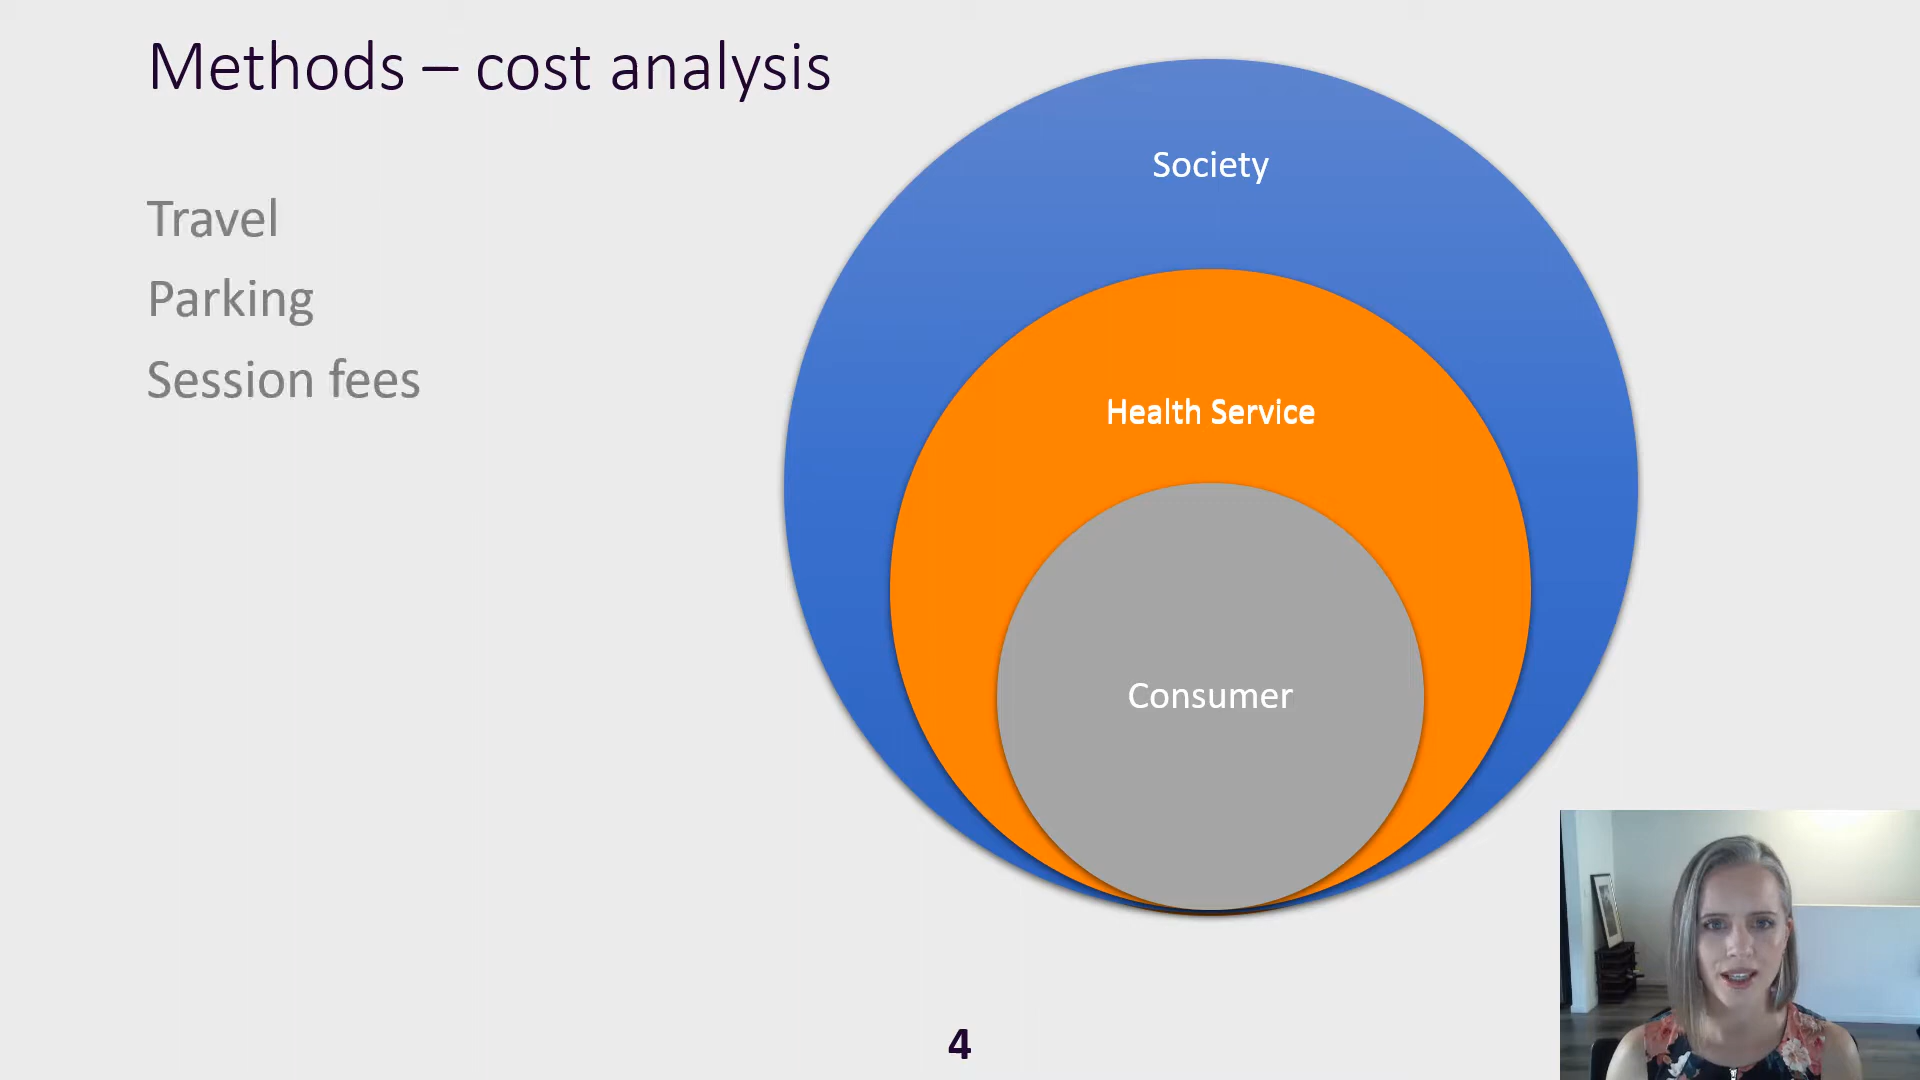 Methods – cost analysis
Travel
Parking
Session fees
Society
Health Service
Consumer
4